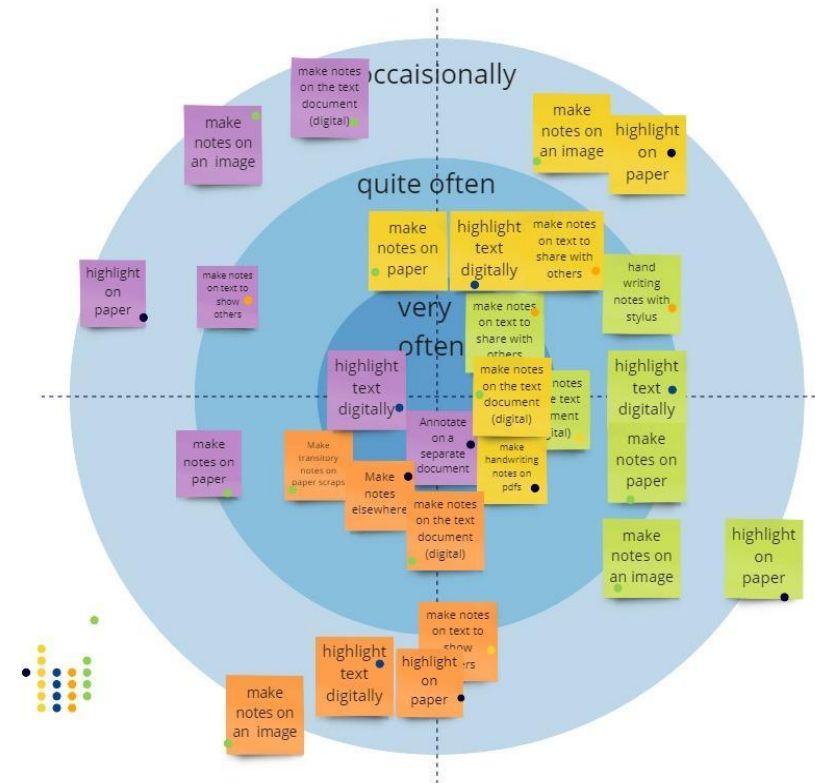 occaisionally
make notes
on the text
document
(digital)
make
notes on
an image
make
notes on
an image
highlight
on
paper
quite often
make
notes on
paper
highlight
text
digitally
make notes
on text to
share with
others
highlight
on
paper
make notes
on text to
show
others
hand
writing
notes with
stylus
very
often
make notes
on text to
share with
others
highlight
text
digitally
make notes
on the text
document
(digital)
notes
text
highlight
text
digitally
Annotate
on a
separate
document
make
handwriting
notes on
pdfs
make
notes on
paper
make
notes on
paper
Make
transitory
notes on
paper scraps
Make
notes
elsewhere
make notes
on the text
document
(digital)
make
notes on
an image
highlight
on
paper
make notes
on text to
show
highlight
text
digitally
highlight
on
paper
make
notes on
an image